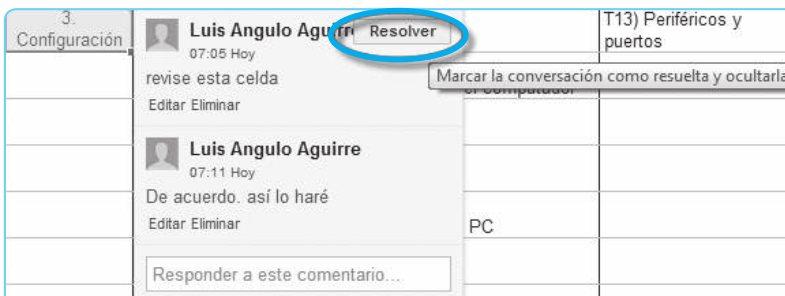 3.
Configuración
Luis Angulo Aguirre
Resolver
07:05 Hoy
revise esta celda
Editar Eliminar
T13) Periféricos y
puertos
Marcar la conversación como resuelta y ocultarla
el computador
Luis Angulo Aguirre
07:11 Hoy
De acuerdo. así lo haré
Editar Eliminar
PC
Responder a este comentario...